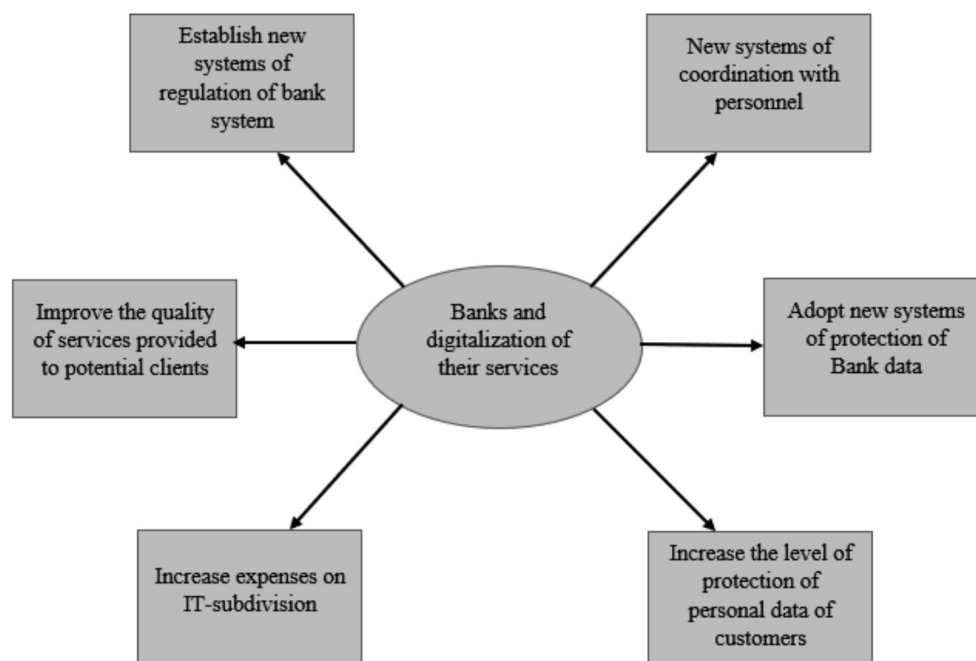 Establish new
systems of
regulation of bank
system
New systems of
coordination with
personnel
Improve the quality
of services provided
to potential clients
Banks and
digitalization of
their services
Adopt new systems
of protection of
Bank data
Increase expenses on
IT-subdivision
Increase the level of
protection of
personal data of
customers